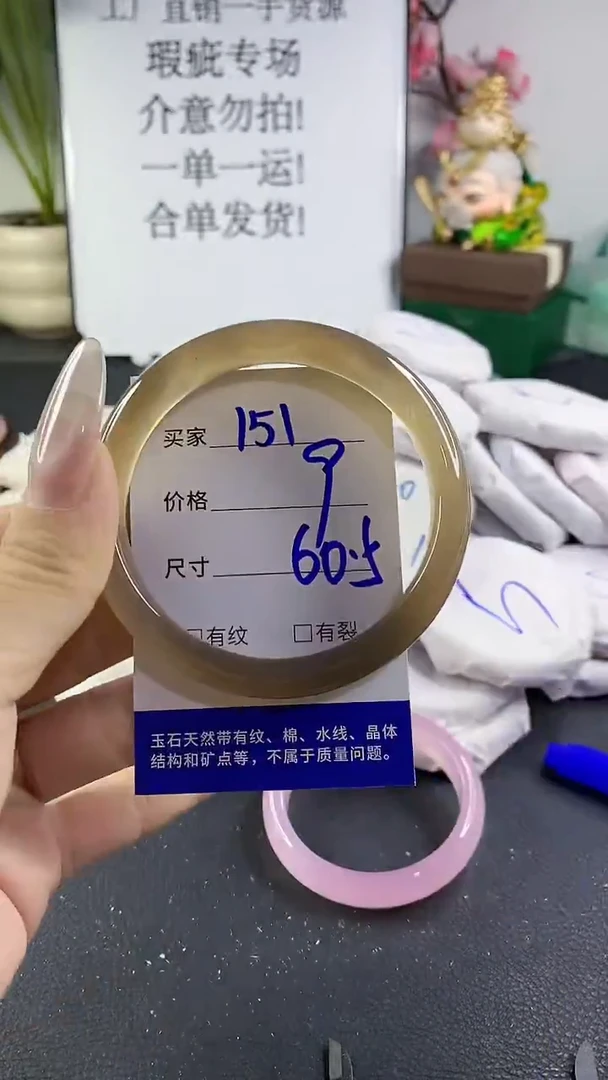 工厂直销一手货源
瑕疵专场
介意勿拍!
一单一运!
合单发货!
买家 151
价格
尺寸 60.5
□有纹 □有裂
玉石天然带有纹、棉、水线、晶体
结构和矿点等，不属于质量问题。